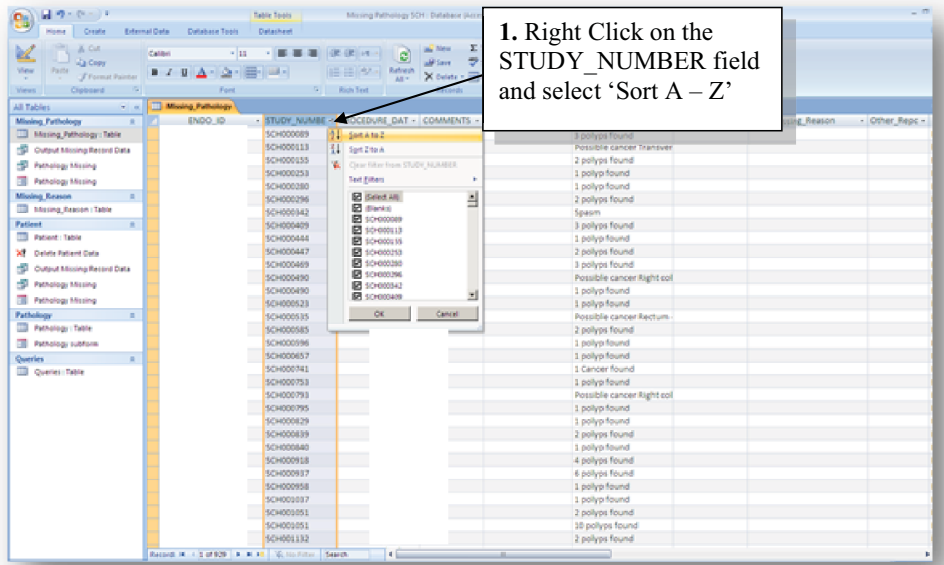 Table Tools
Missing Pathology SCH : Database (Acce
Home Create External Data Database Tools Datasheet
Cut
Copy
Format Painter
View Paste
Calibri 11
B I U A
Refresh All
New
Save
Delete
Views Clipboard Font Rich Text Records
1. Right Click on the
STUDY_NUMBER field
and select ‘Sort A – Z’
All Tables
Missing_Pathology
Missing_Pathology : Table
Output Missing Record Data
Pathology Missing
Pathology Missing
Missing_Reason
Missing_Reason : Table
Patient
Patient : Table
Delete Patient Data
Output Missing Record Data
Pathology Missing
Pathology Missing
Pathology
Pathology : Table
Pathology subform
Queries
Queries : Table
Missing_Pathology
ENDO_ID STUDY_NUMBE OCEDURE_DAT COMMENTS ing_Reason Other_Repc
SCH000089 3 polyps found
SCH000113 Possible cancer Transver
SCH000155 2 polyps found
SCH000253 1 polyp found
SCH000280 1 polyp found
SCH000296 2 polyps found
SCH000342 Spasm
SCH000409 3 polyps found
SCH000444 1 polyp found
SCH000447 2 polyps found
SCH000469 3 polyps found
SCH000490 Possible cancer Right col
SCH000490 1 polyp found
SCH000523 1 polyp found
SCH000535 Possible cancer Rectum -
SCH000585 2 polyps found
SCH000596 1 polyp found
SCH000657 1 polyp found
SCH000741 1 Cancer found
SCH000753 1 polyp found
SCH000793 Possible cancer Right col
SCH000795 1 polyp found
SCH000829 1 polyp found
SCH000839 2 polyps found
SCH000840 1 polyp found
SCH000918 4 polyps found
SCH000937 6 polyps found
SCH000958 1 polyp found
SCH001037 1 polyp found
SCH001051 2 polyps found
SCH001051 10 polyps found
SCH001132 2 polyps found
Sort A to Z
Sort Z to A
Clear filter from STUDY_NUMBER
Text Filters
(Select All)
(Blanks)
SCH000089
SCH000113
SCH000155
SCH000253
SCH000280
SCH000296
SCH000342
SCH000409
OK Cancel
Record: 1 of 929 No Filter Search